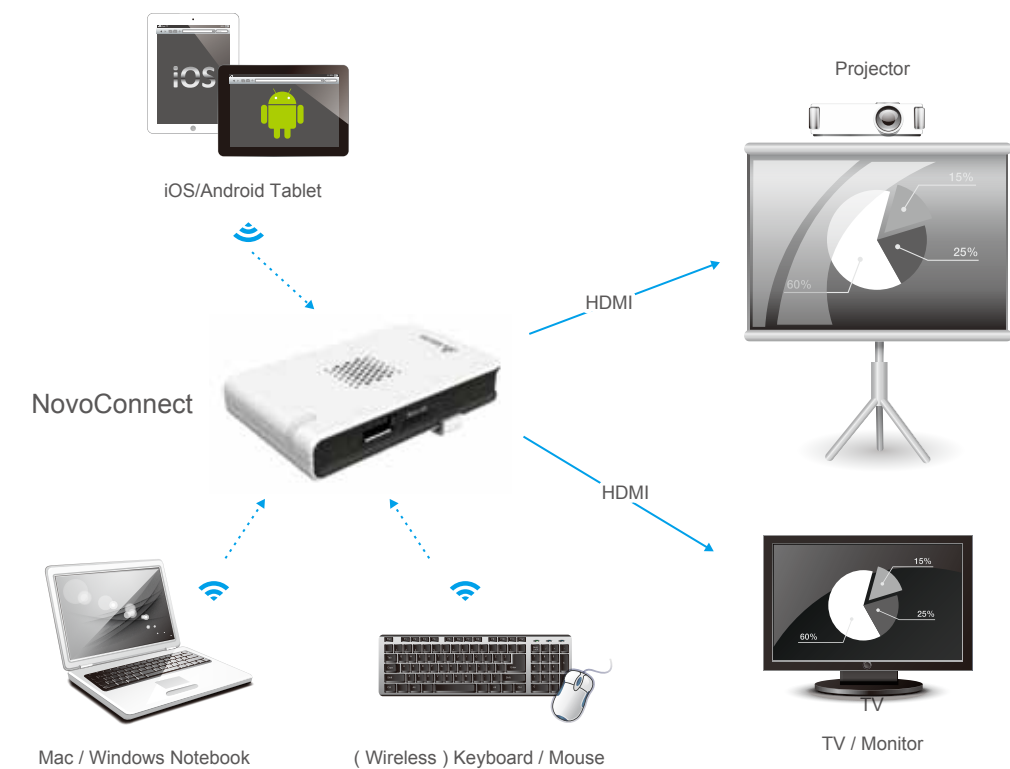 iOS
Projector
iOS/Android Tablet
15%
25%
60%
HDMI
NovoConnect
HDMI
15%
25%
60%
TV
Mac / Windows Notebook
( Wireless ) Keyboard / Mouse
TV / Monitor